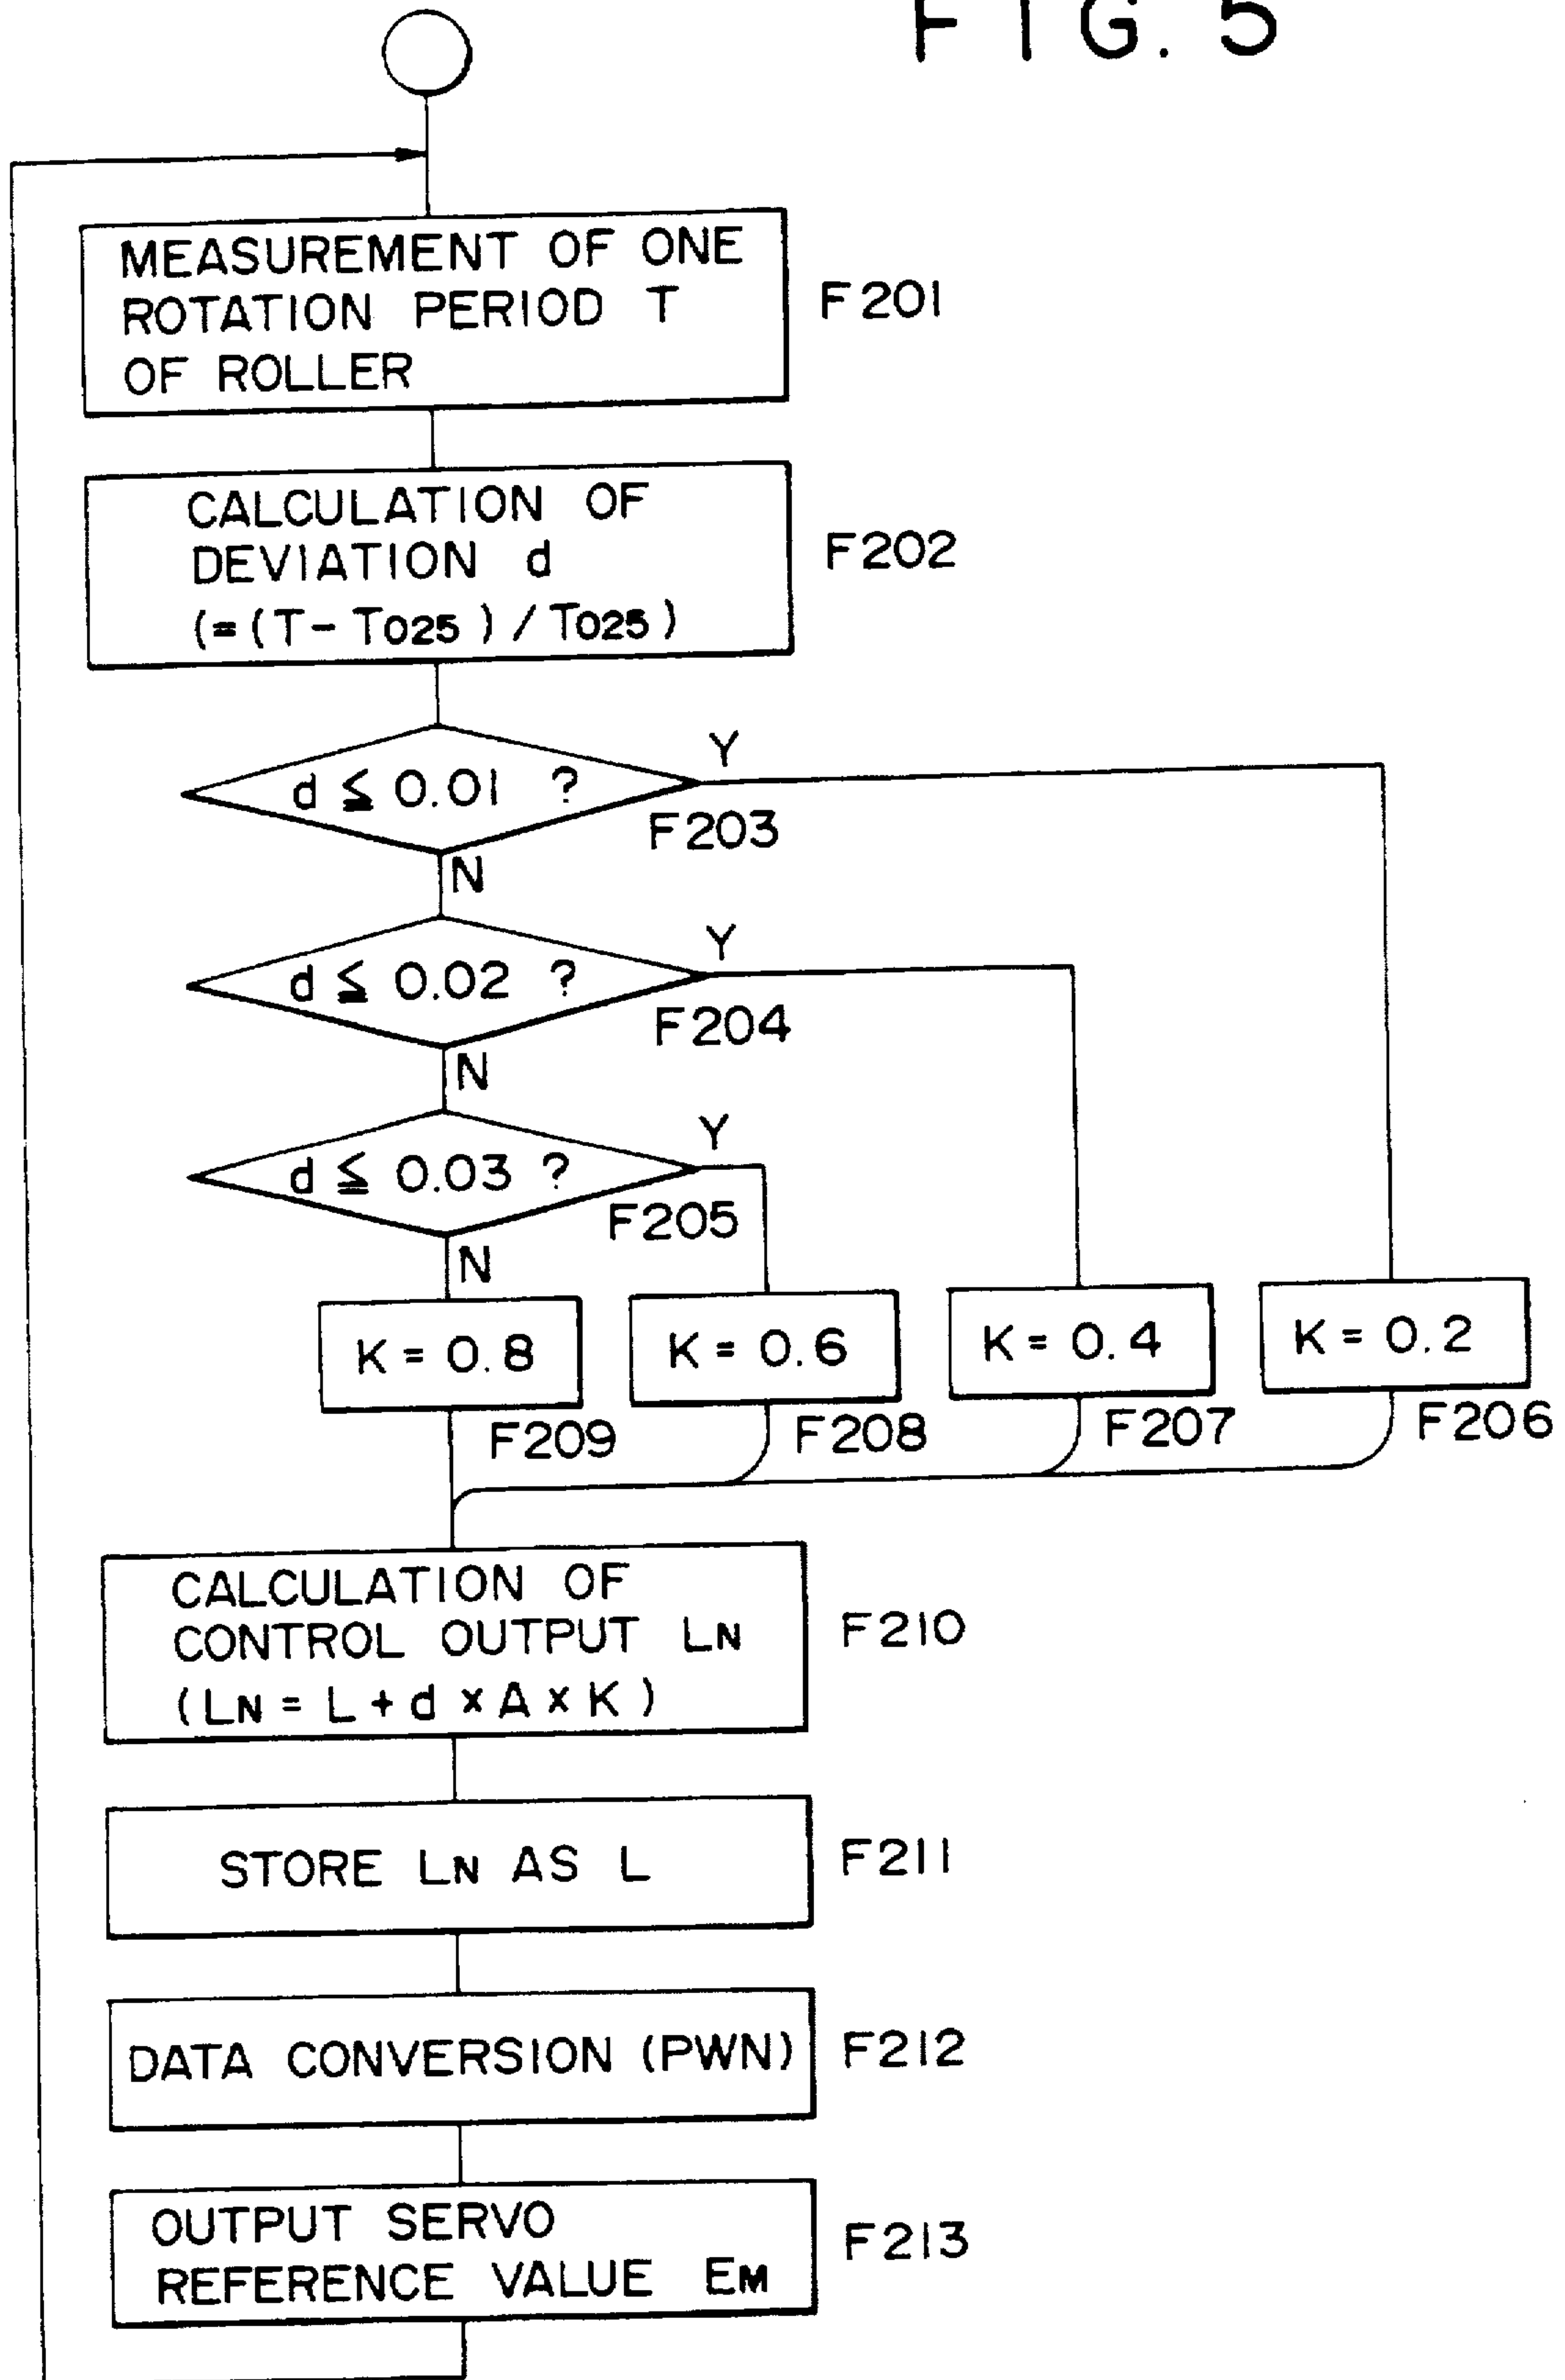 FIG. 5
MEASUREMENT OF ONE
ROTATION PERIOD T
OF ROLLER
F201
CALCULATION OF
DEVIATION d
(=(T-T025)/T025)
F202
d ≦ 0.01 ?
Y
F203
N
d ≦ 0.02 ?
Y
F204
N
d ≦ 0.03 ?
Y
F205
N
K = 0.8
K = 0.6
K = 0.4
K = 0.2
F209
F208
F207
F206
CALCULATION OF
CONTROL OUTPUT LN
(LN = L + d × A × K)
F210
STORE LN AS L
F211
DATA CONVERSION (PWN)
F212
OUTPUT SERVO
REFERENCE VALUE EM
F213